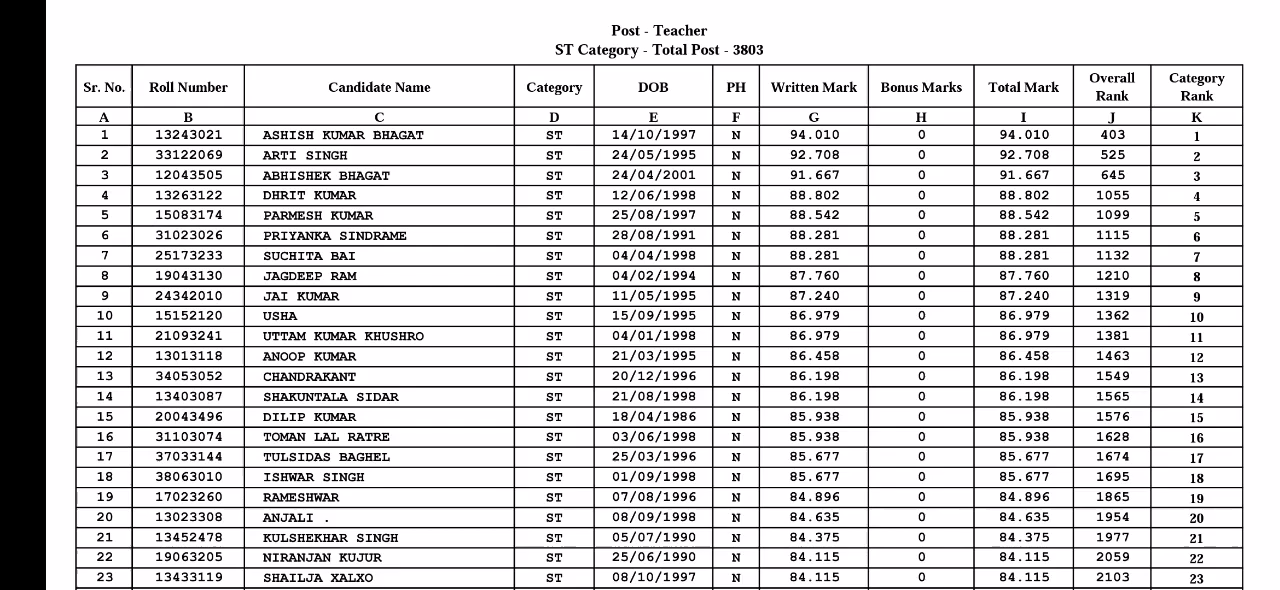 Post - Teacher
ST Category - Total Post - 3803
Sr. No. Roll Number Candidate Name Category DOB PH Written Mark Bonus Marks Total Mark Overall Rank Category Rank
A B C D E F G H I J K
1 13243021 ASHISH KUMAR BHAGAT ST 14/10/1997 N 94.010 0 94.010 403 1
2 33122069 ARTI SINGH ST 24/05/1995 N 92.708 0 92.708 525 2
3 12043505 ABHISHEK BHAGAT ST 24/04/2001 N 91.667 0 91.667 645 3
4 13263122 DHRIT KUMAR ST 12/06/1998 N 88.802 0 88.802 1055 4
5 15083174 PARMESH KUMAR ST 25/08/1997 N 88.542 0 88.542 1099 5
6 31023026 PRIYANKA SINDRAME ST 28/08/1991 N 88.281 0 88.281 1115 6
7 25173233 SUCHITA BAI ST 04/04/1998 N 88.281 0 88.281 1132 7
8 19043130 JAGDEEP RAM ST 04/02/1994 N 87.760 0 87.760 1210 8
9 24342010 JAI KUMAR ST 11/05/1995 N 87.240 0 87.240 1319 9
10 15152120 USHA ST 15/09/1995 N 86.979 0 86.979 1362 10
11 21093241 UTTAM KUMAR KHUSHRO ST 04/01/1998 N 86.979 0 86.979 1381 11
12 13013118 ANOOP KUMAR ST 21/03/1995 N 86.458 0 86.458 1463 12
13 34053052 CHANDRAKANT ST 20/12/1996 N 86.198 0 86.198 1549 13
14 13403087 SHAKUNTALA SIDAR ST 21/08/1998 N 86.198 0 86.198 1565 14
15 20043496 DILIP KUMAR ST 18/04/1986 N 85.938 0 85.938 1576 15
16 31103074 TOMAN LAL RATRE ST 03/06/1998 N 85.938 0 85.938 1628 16
17 37033144 TULSIDAS BAGHEL ST 25/03/1996 N 85.677 0 85.677 1674 17
18 38063010 ISHWAR SINGH ST 01/09/1998 N 85.677 0 85.677 1695 18
19 17023260 RAMESHWAR ST 07/08/1996 N 84.896 0 84.896 1865 19
20 13023308 ANJALI . ST 08/09/1998 N 84.635 0 84.635 1954 20
21 13452478 KULSHEKHAR SINGH ST 05/07/1990 N 84.375 0 84.375 1977 21
22 19063205 NIRANJAN KUJUR ST 25/06/1990 N 84.115 0 84.115 2059 22
23 13433119 SHAILJA XALXO ST 08/10/1997 N 84.115 0 84.115 2103 23